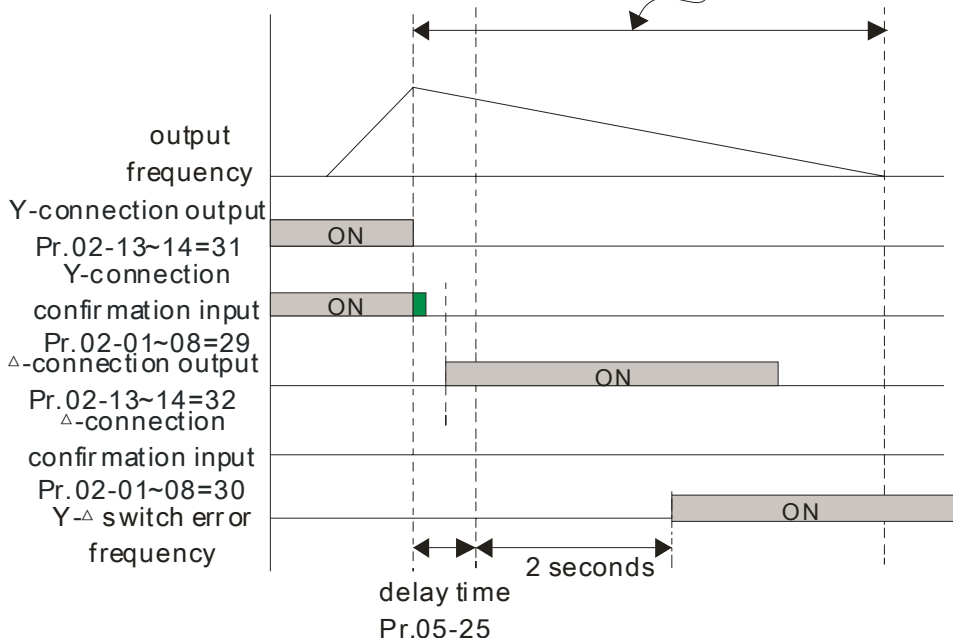 output
frequency
Y-connection output
ON
Pr.02-13~14=31
Y-connection
confirmation input
ON
Pr.02-01~08=29
△-connection output
ON
Pr.02-13~14=32
△-connection
confirmation input
Pr.02-01~08=30
Y-△ switch error
ON
frequency
2 seconds
delay time
Pr.05-25